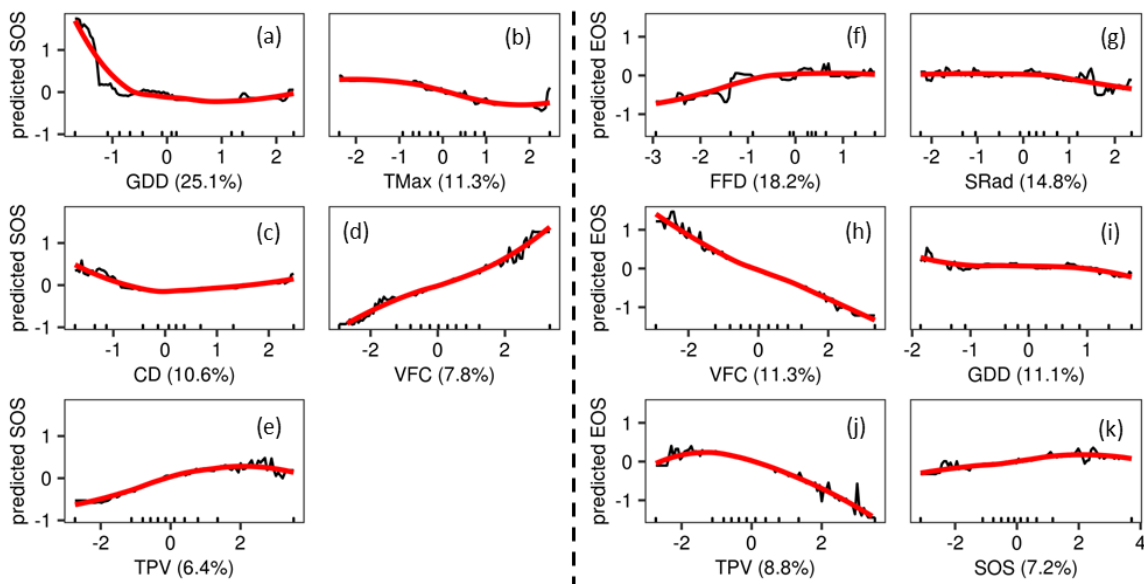 predicted SOS
1
0
-1
(a)
-1 0 1 2
GDD (25.1%)
(b)
-2 -1 0 1 2
TMax (11.3%)
predicted EOS
1
0
-1
(f)
-3 -2 -1 0 1
FFD (18.2%)
(g)
-2 -1 0 1 2
SRad (14.8%)
predicted SOS
1
0
-1
(c)
-1 0 1 2
CD (10.6%)
(d)
-2 0 2
VFC (7.8%)
predicted EOS
1
0
-1
(h)
-2 0 2
VFC (11.3%)
(i)
-2 -1 0 1
GDD (11.1%)
predicted SOS
1
0
-1
(e)
-2 0 2
TPV (6.4%)
predicted EOS
1
0
-1
(j)
-2 0 2
TPV (8.8%)
(k)
-2 0 2 4
SOS (7.2%)